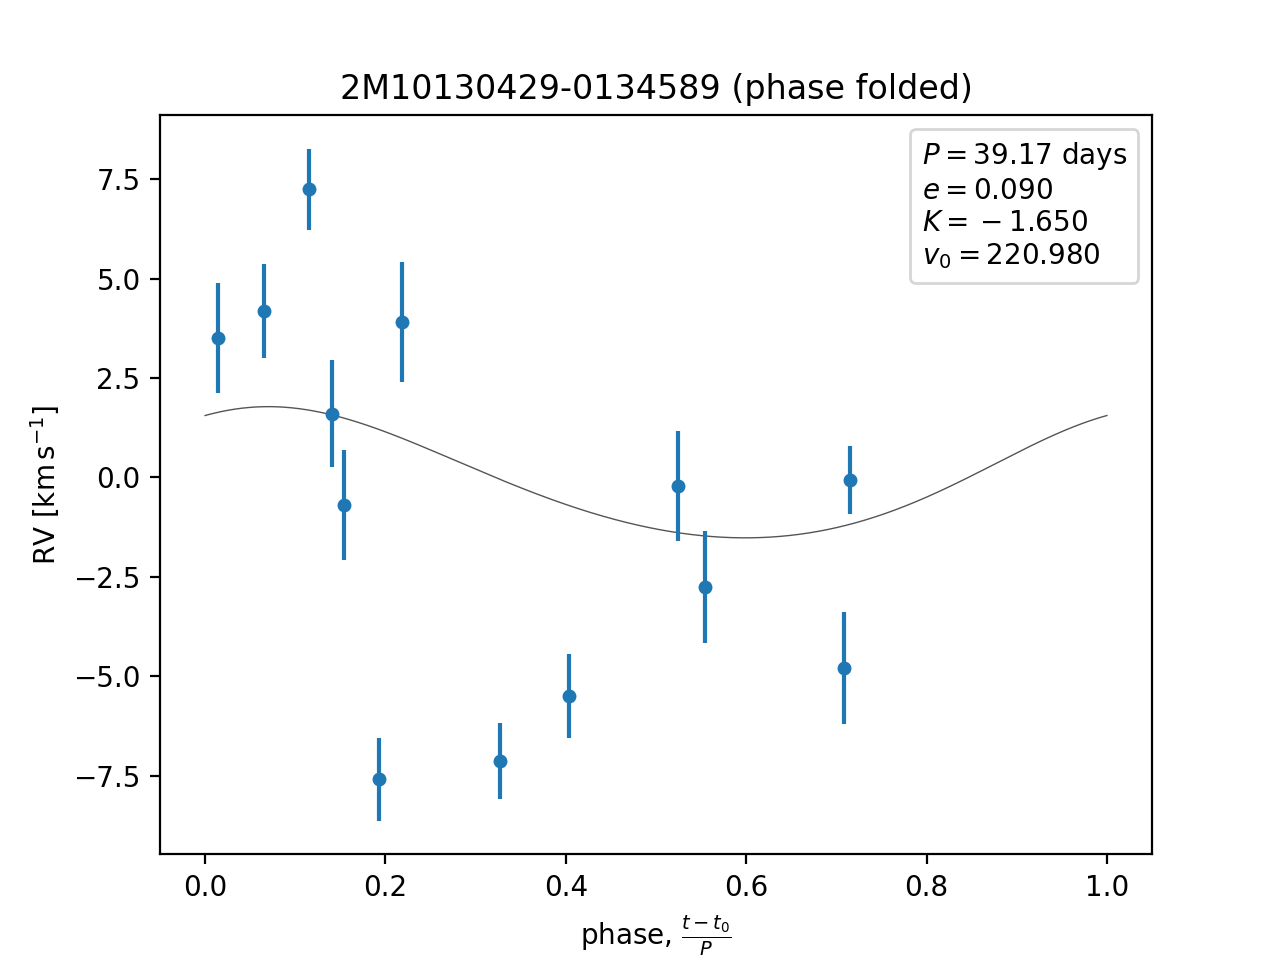 2M10130429-0134589 (phase folded)
P = 39.17 days
e = 0.090
K = −1.650
v₀ = 220.980
RV [km s⁻¹]
7.5
5.0
2.5
0.0
−2.5
−5.0
−7.5
0.0 0.2 0.4 0.6 0.8 1.0
phase, (t − t₀)/P